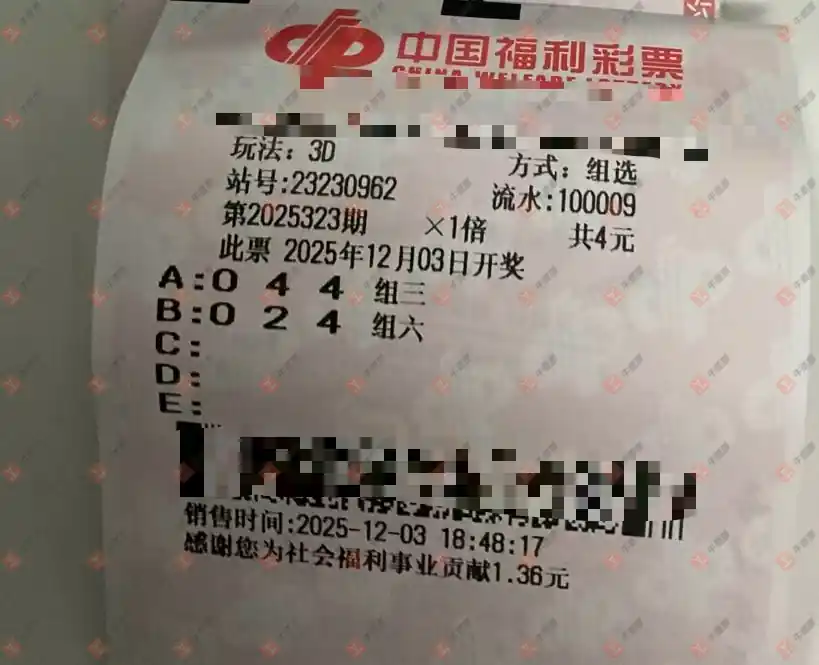 中国福利彩票
CHINA WELFARE LOTTERY
玩法：3D 方式：组选
站号:23230962 流水:100009
第2025323期 ×1倍 共4元
此票 2025年12月03日开奖
A:0 4 4 组三
B:0 2 4 组六
C:
D:
E:
销售时间:2025-12-03 18:48:17
感谢您为社会福利事业贡献1.36元